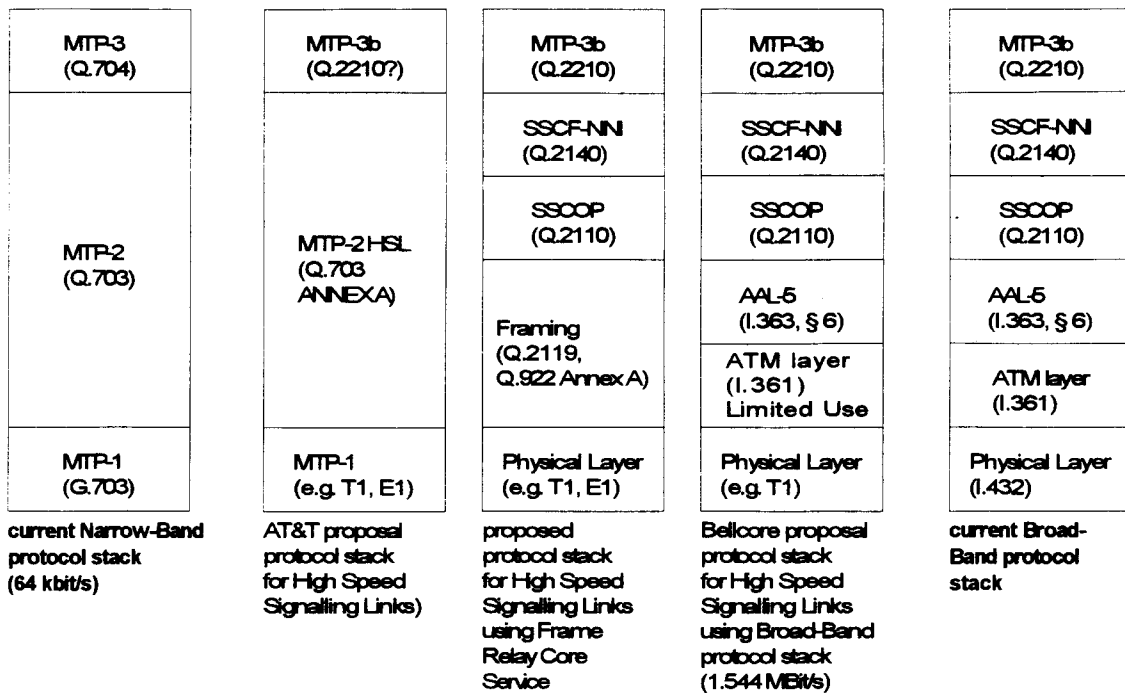 MTP-3
(Q.704)
MTP-2
(Q.703)
MTP-1
(G.703)
current Narrow-Band
protocol stack
(64 kbit/s)
MTP-3b
(Q.2210?)
MTP-2 HSL
(Q.703
ANNEX A)
MTP-1
(e.g. T1, E1)
AT&T proposal
protocol stack
for High Speed
Signalling Links)
MTP-3b
(Q.2210)
SSCF-NNI
(Q.2140)
SSCOP
(Q.2110)
Framing
(Q.2119,
Q.922 Annex A)
Physical Layer
(e.g. T1, E1)
proposed
protocol stack
for High Speed
Signalling Links
using Frame
Relay Core
Service
MTP-3b
(Q.2210)
SSCF-NNI
(Q.2140)
SSCOP
(Q.2110)
AAL-5
(I.363, § 6)
ATM layer
(I.361)
Limited Use
Physical Layer
(e.g. T1)
Bellcore proposal
protocol stack
for High Speed
Signalling Links
using Broad-Band
protocol stack
(1.544 MBit/s)
MTP-3b
(Q.2210)
SSCF-NNI
(Q.2140)
SSCOP
(Q.2110)
AAL-5
(I.363, § 6)
ATM layer
(I.361)
Physical Layer
(I.432)
current Broad-
Band protocol
stack